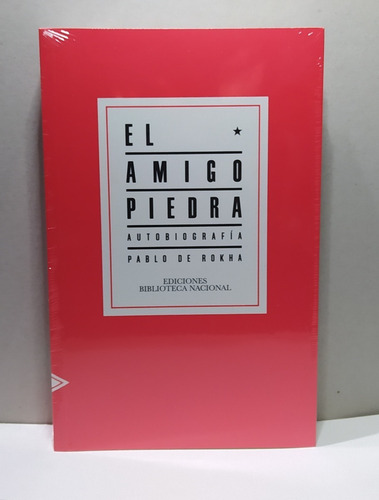 EL
AMIGO
PIEDRA
AUTOBIOGRAFÍA
PABLO DE ROKHA
EDICIONES
BIBLIOTECA NACIONAL